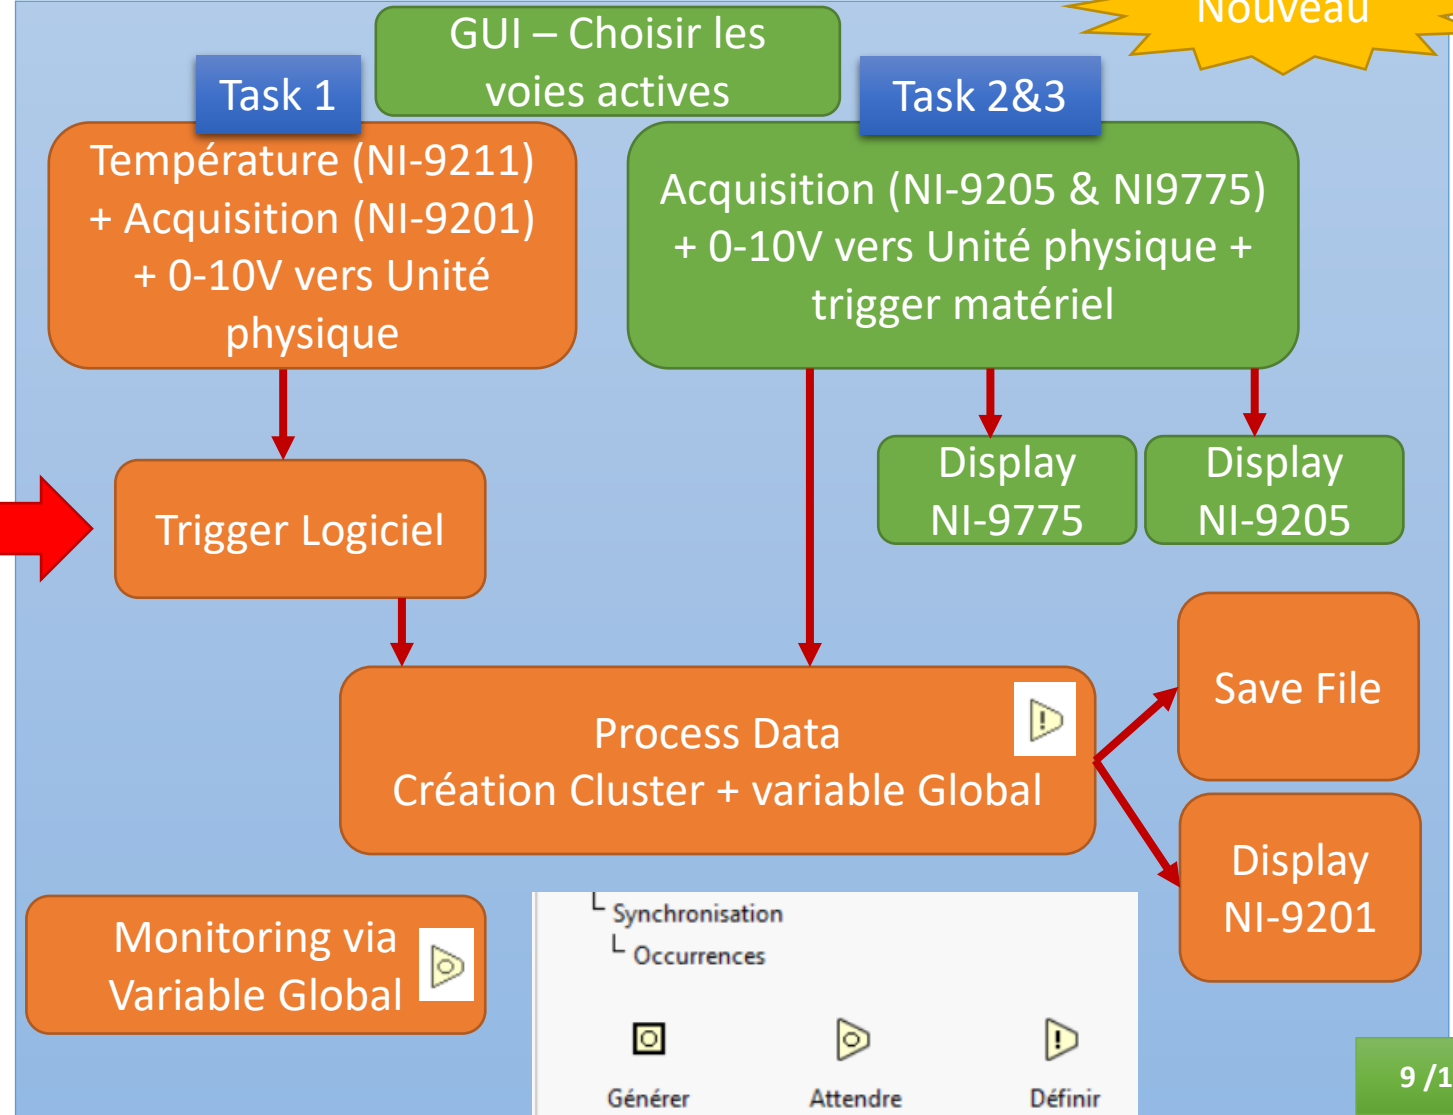 Nouveau
GUI – Choisir les
voies actives
Task 1
Task 2&3
Température (NI-9211)
+ Acquisition (NI-9201)
+ 0-10V vers Unité
physique
Acquisition (NI-9205 & NI9775)
+ 0-10V vers Unité physique +
trigger matériel
Display
NI-9775
Display
NI-9205
Trigger Logiciel
Process Data
Création Cluster + variable Global
Save File
Display
NI-9201
Monitoring via
Variable Global
Synchronisation
Occurrences
Générer
Attendre
Définir
9 /1